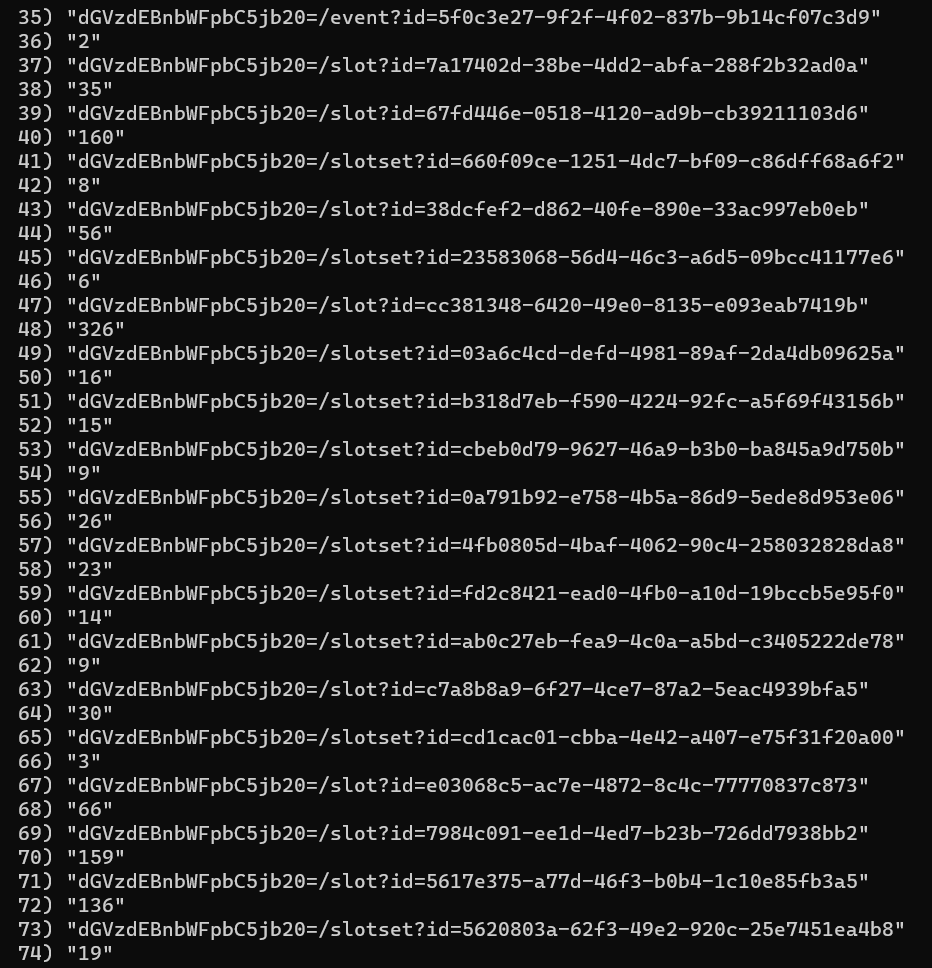 35) "dGVzdEBnbWFpbC5jb20=/event?id=5f0c3e27-9f2f-4f02-837b-9b14cf07c3d9"
36) "2"
37) "dGVzdEBnbWFpbC5jb20=/slot?id=7a17402d-38be-4dd2-abfa-288f2b32ad0a"
38) "35"
39) "dGVzdEBnbWFpbC5jb20=/slot?id=67fd446e-0518-4120-ad9b-cb39211103d6"
40) "160"
41) "dGVzdEBnbWFpbC5jb20=/slotset?id=660f09ce-1251-4dc7-bf09-c86dff68a6f2"
42) "8"
43) "dGVzdEBnbWFpbC5jb20=/slot?id=38dcfef2-d862-40fe-890e-33ac997eb0eb"
44) "56"
45) "dGVzdEBnbWFpbC5jb20=/slotset?id=23583068-56d4-46c3-a6d5-09bcc41177e6"
46) "6"
47) "dGVzdEBnbWFpbC5jb20=/slot?id=cc381348-6420-49e0-8135-e093eab7419b"
48) "326"
49) "dGVzdEBnbWFpbC5jb20=/slotset?id=03a6c4cd-defd-4981-89af-2da4db09625a"
50) "16"
51) "dGVzdEBnbWFpbC5jb20=/slotset?id=b318d7eb-f590-4224-92fc-a5f69f43156b"
52) "15"
53) "dGVzdEBnbWFpbC5jb20=/slotset?id=cbeb0d79-9627-46a9-b3b0-ba845a9d750b"
54) "9"
55) "dGVzdEBnbWFpbC5jb20=/slotset?id=0a791b92-e758-4b5a-86d9-5ede8d953e06"
56) "26"
57) "dGVzdEBnbWFpbC5jb20=/slotset?id=4fb0805d-4baf-4062-90c4-258032828da8"
58) "23"
59) "dGVzdEBnbWFpbC5jb20=/slotset?id=fd2c8421-ead0-4fb0-a10d-19bccb5e95f0"
60) "14"
61) "dGVzdEBnbWFpbC5jb20=/slotset?id=ab0c27eb-fea9-4c0a-a5bd-c3405222de78"
62) "9"
63) "dGVzdEBnbWFpbC5jb20=/slot?id=c7a8b8a9-6f27-4ce7-87a2-5eac4939bfa5"
64) "30"
65) "dGVzdEBnbWFpbC5jb20=/slotset?id=cd1cac01-cbba-4e42-a407-e75f31f20a00"
66) "3"
67) "dGVzdEBnbWFpbC5jb20=/slot?id=e03068c5-ac7e-4872-8c4c-77770837c873"
68) "66"
69) "dGVzdEBnbWFpbC5jb20=/slot?id=7984c091-ee1d-4ed7-b23b-726dd7938bb2"
70) "159"
71) "dGVzdEBnbWFpbC5jb20=/slot?id=5617e375-a77d-46f3-b0b4-1c10e85fb3a5"
72) "136"
73) "dGVzdEBnbWFpbC5jb20=/slotset?id=5620803a-62f3-49e2-920c-25e7451ea4b8"
74) "19"